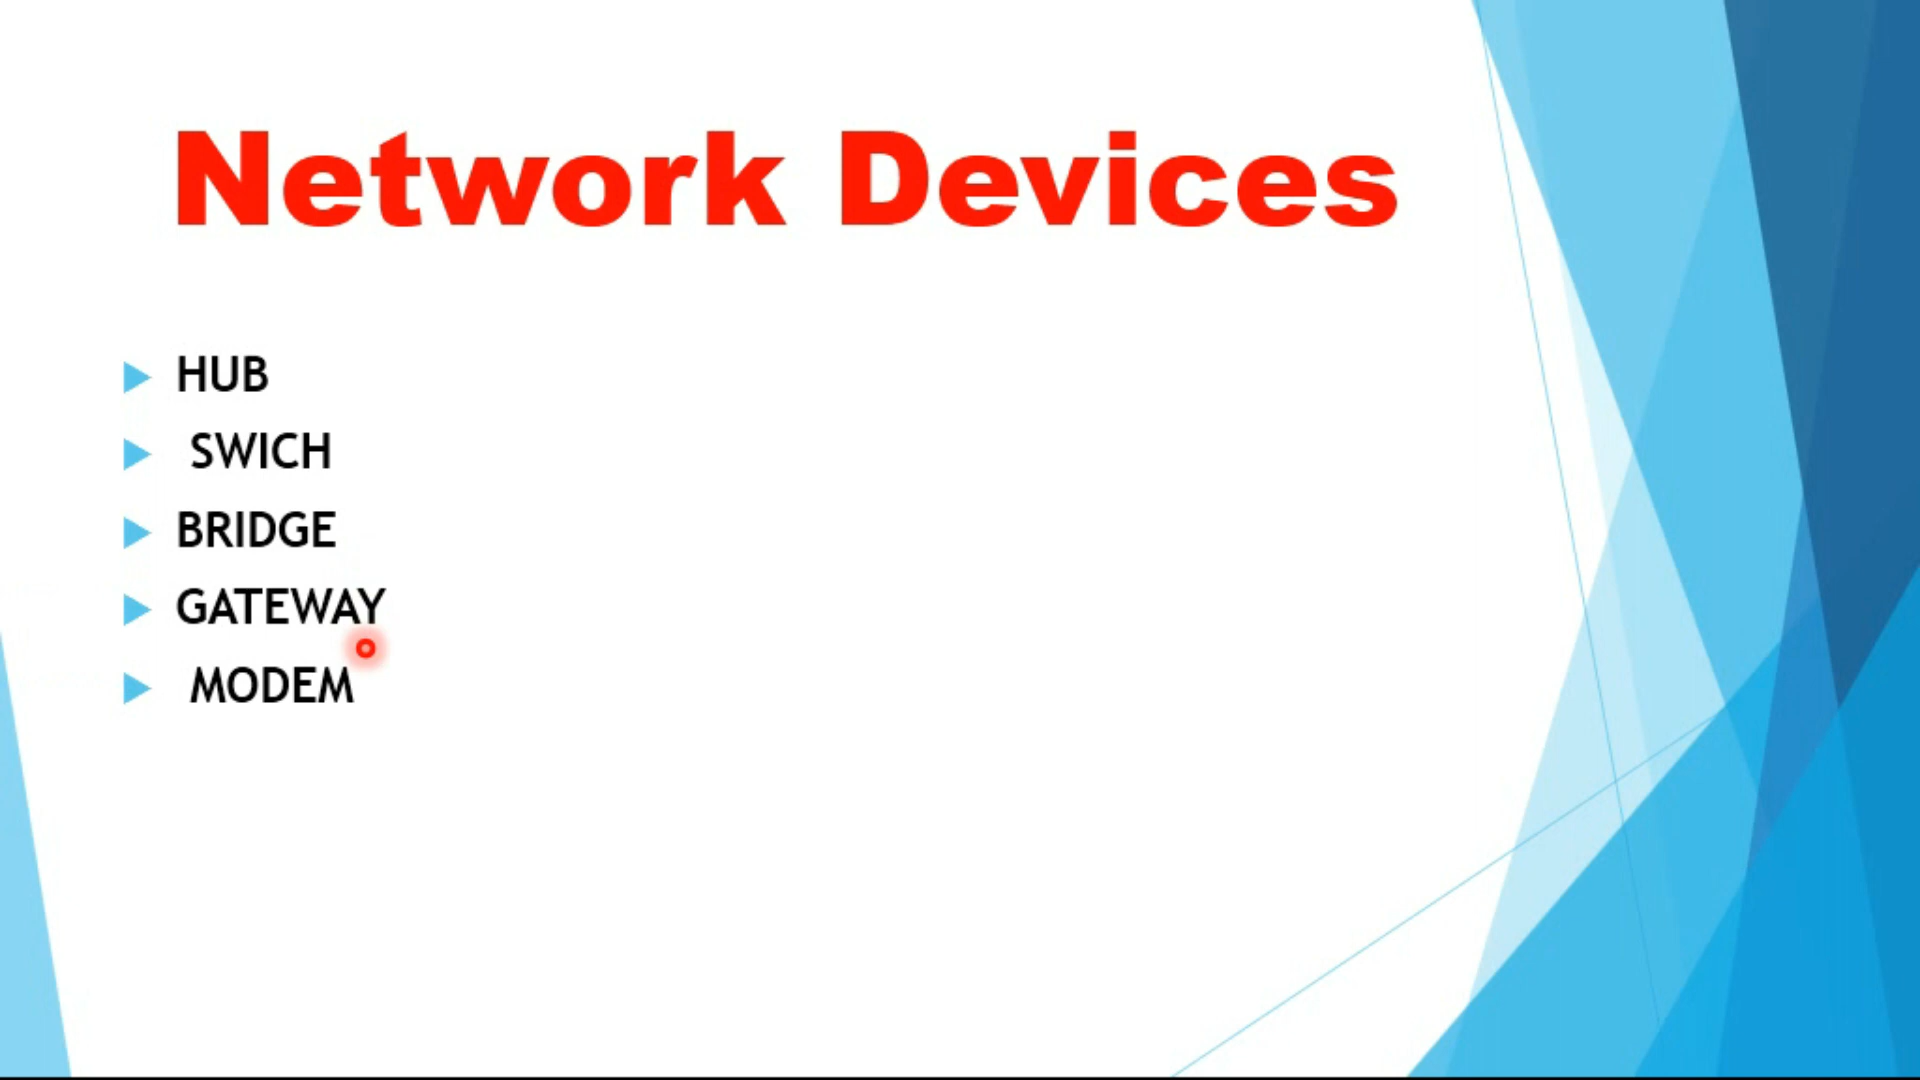 Network Devices
HUB
SWICH
BRIDGE
GATEWAY
MODEM